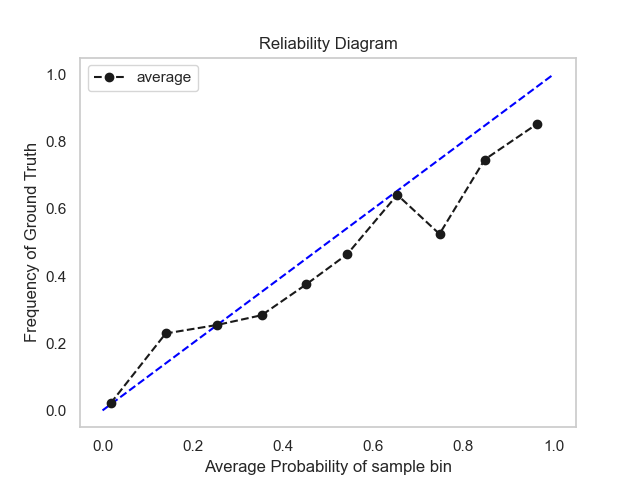 Reliability Diagram
average
Frequency of Ground Truth
1.0
0.8
0.6
0.4
0.2
0.0
0.0 0.2 0.4 0.6 0.8 1.0
Average Probability of sample bin